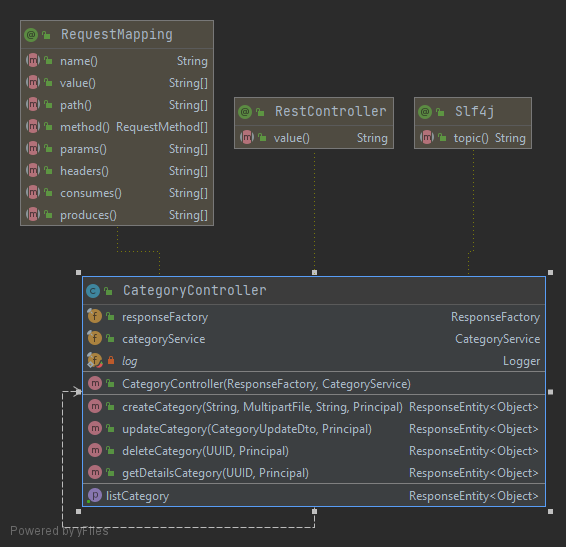 RequestMapping
name() String
value() String[]
path() String[]
method() RequestMethod[]
params() String[]
headers() String[]
consumes() String[]
produces() String[]
RestController
value() String
Slf4j
topic() String
CategoryController
responseFactory ResponseFactory
categoryService CategoryService
log Logger
CategoryController(ResponseFactory, CategoryService)
createCategory(String, MultipartFile, String, Principal) ResponseEntity<Object>
updateCategory(CategoryUpdateDto, Principal) ResponseEntity<Object>
deleteCategory(UUID, Principal) ResponseEntity<Object>
getDetailsCategory(UUID, Principal) ResponseEntity<Object>
listCategory ResponseEntity<Object>
Powered by yFiles